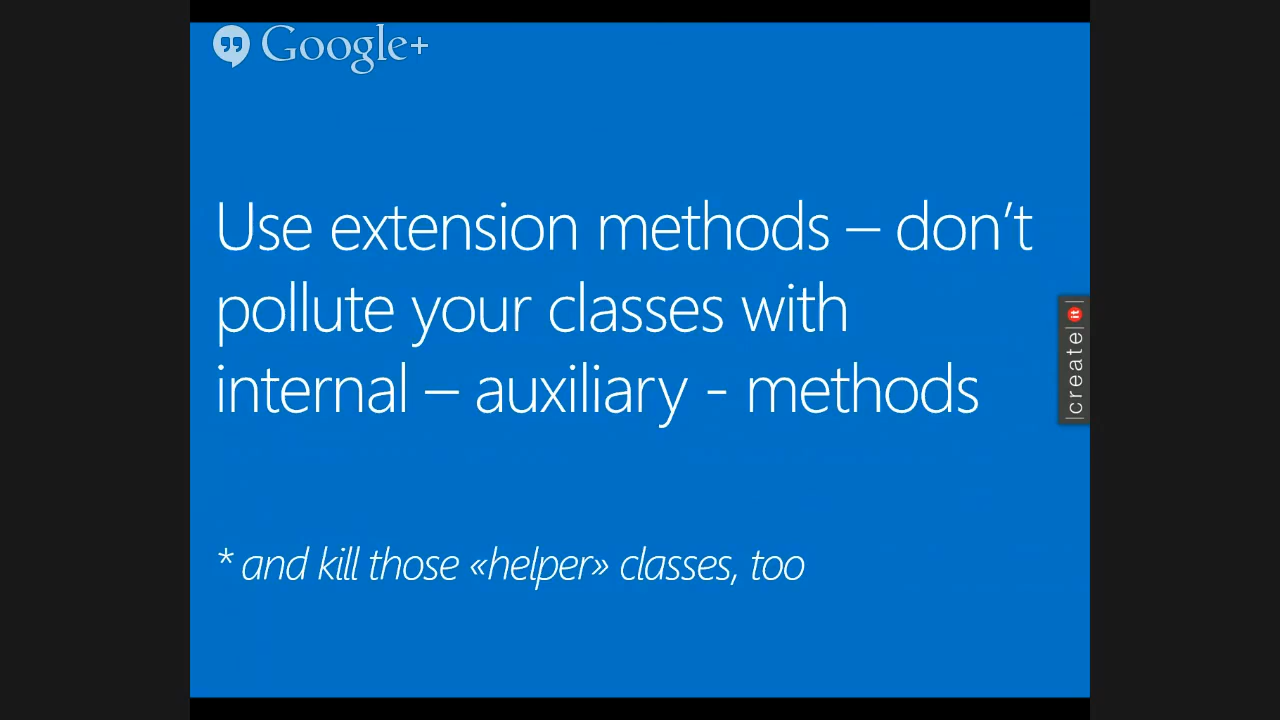 Google+
Use extension methods – don't
pollute your classes with
internal – auxiliary - methods
|create|it|
* and kill those «helper» classes, too